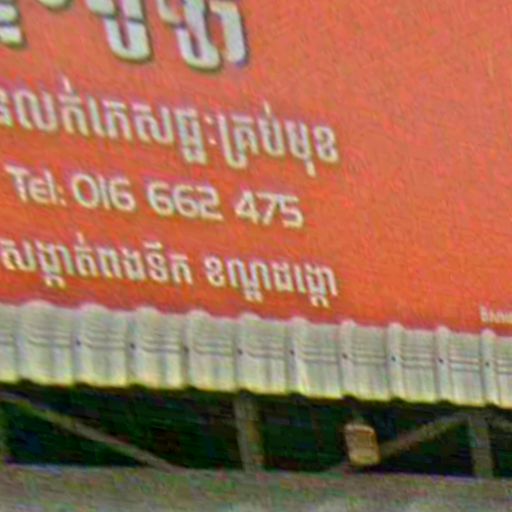 លក់ភេសជ្ជៈគ្រប់មុខ
Tel: 016 662 475
សង្កាត់ពងទឹក ខណ្ឌដង្កោ